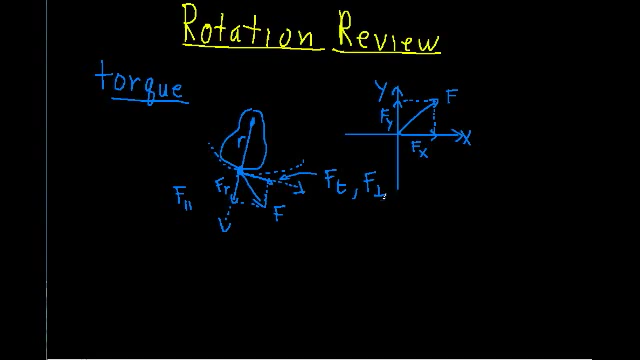 Rotation Review
torque
Y
F
Fy
X
Fx
r
Fr
Ft, F⊥
F||
F